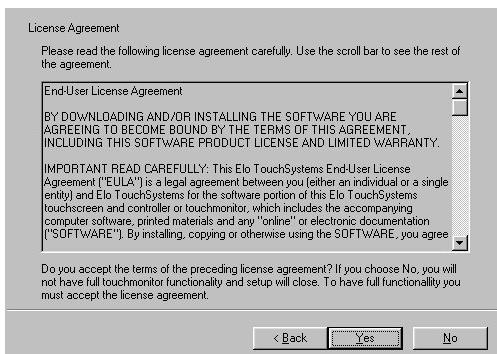 License Agreement
Please read the following license agreement carefully. Use the scroll bar to see the rest of
the agreement.
End-User License Agreement
BY DOWNLOADING AND/OR INSTALLING THE SOFTWARE YOU ARE
AGREEING TO BECOME BOUND BY THE TERMS OF THIS AGREEMENT,
INCLUDING THIS SOFTWARE PRODUCT LICENSE AND LIMITED WARRANTY.
IMPORTANT READ CAREFULLY: This Elo TouchSystems End-User License
Agreement ("EULA") is a legal agreement between you (either an individual or a single
entity) and Elo TouchSystems for the software portion of this Elo TouchSystems
touchscreen and controller or touchmonitor, which includes the accompanying
computer software, printed materials and any "online" or electronic documentation
("SOFTWARE"). By installing, copying or otherwise using the SOFTWARE, you agree
Do you accept the terms of the preceding license agreement? If you choose No, you will
not have full touchmonitor functionality and setup will close. To have full functionallity you
must accept the license agreement.
< Back Yes No